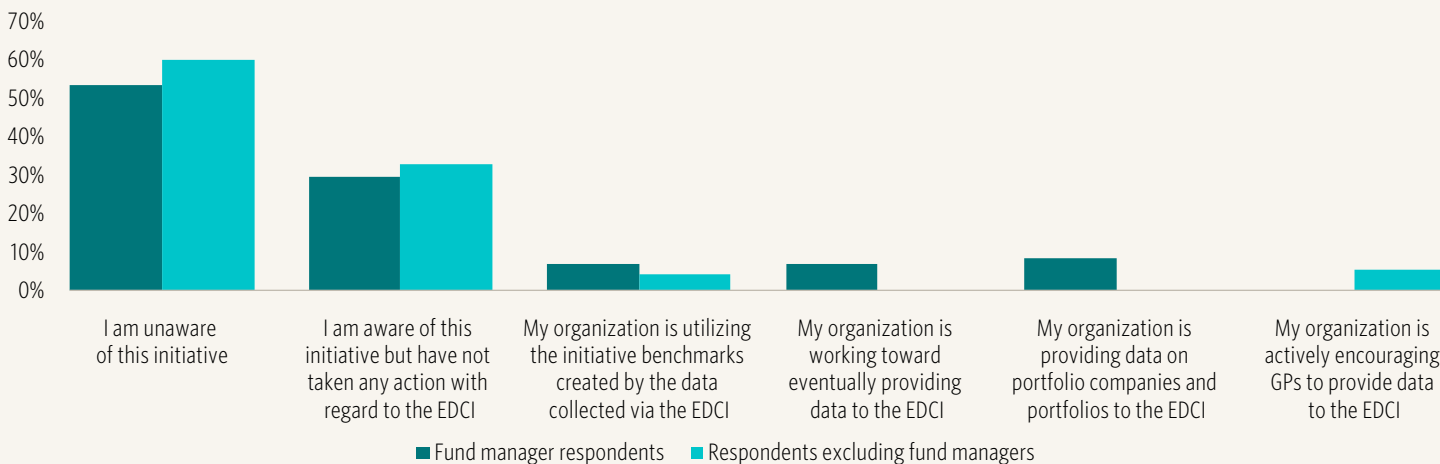 70%
60%
50%
40%
30%
20%
10%
0%
I am unaware
of this initiative
I am aware of this
initiative but have not
taken any action with
regard to the EDCI
My organization is utilizing
the initiative benchmarks
created by the data
collected via the EDCI
My organization is
working toward
eventually providing
data to the EDCI
My organization is
providing data on
portfolio companies and
portfolios to the EDCI
My organization is
actively encouraging
GPs to provide data
to the EDCI
Fund manager respondents
Respondents excluding fund managers